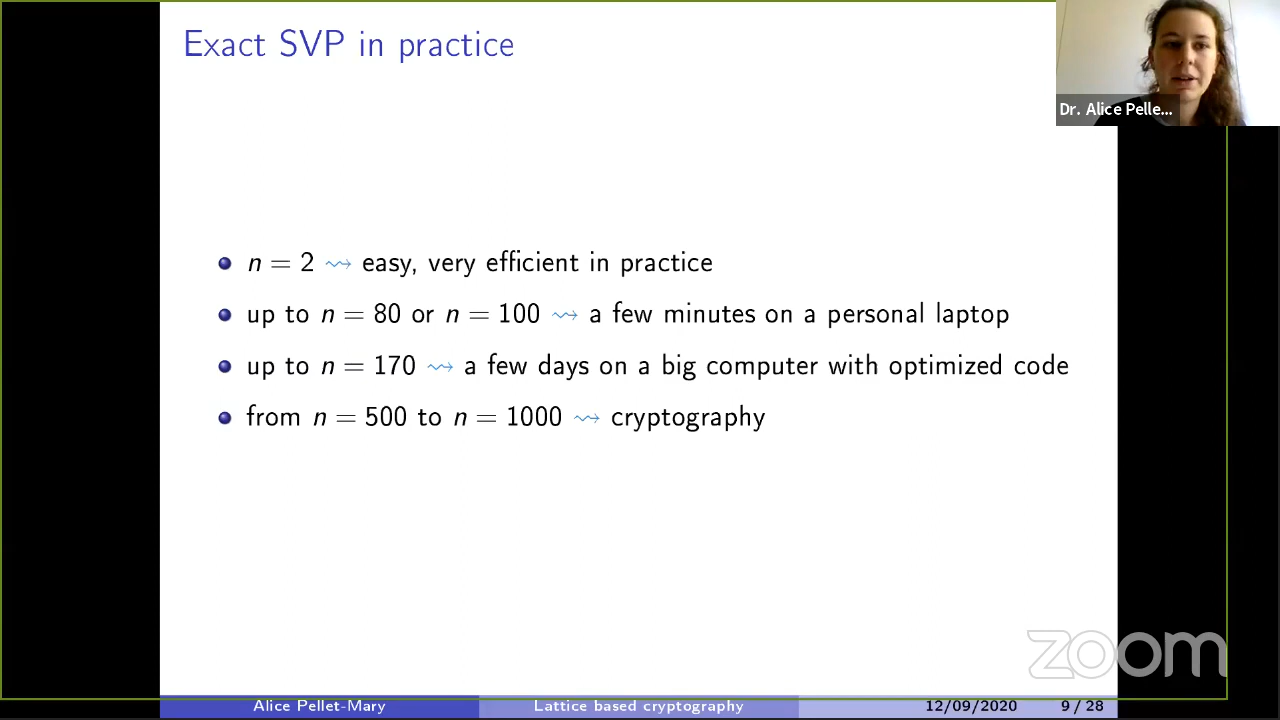 Exact SVP in practice
Dr. Alice Pelle...
n = 2 ⇝ easy, very efficient in practice
up to n = 80 or n = 100 ⇝ a few minutes on a personal laptop
up to n = 170 ⇝ a few days on a big computer with optimized code
from n = 500 to n = 1000 ⇝ cryptography
zoom
Alice Pellet-Mary Lattice based cryptography 12/09/2020 9 / 28